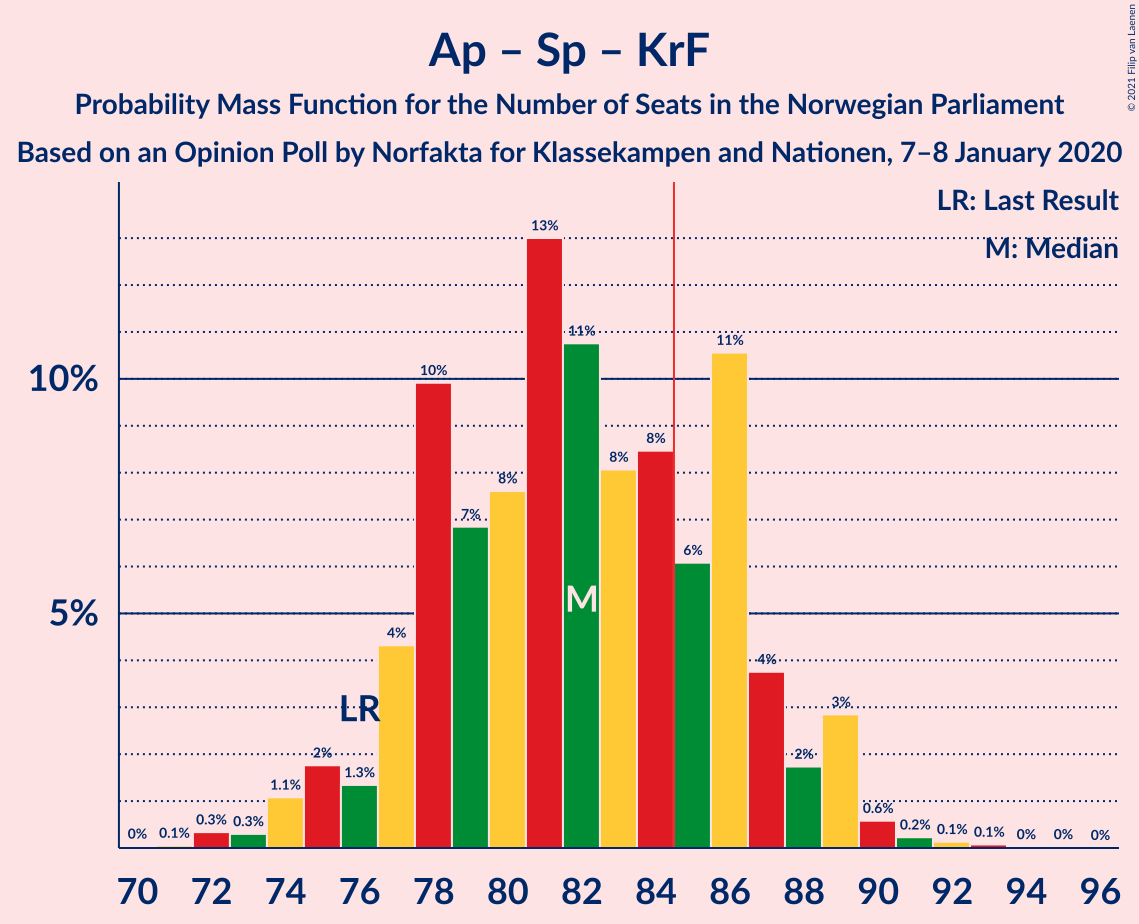 Ap – Sp – KrF
Probability Mass Function for the Number of Seats in the Norwegian Parliament
Based on an Opinion Poll by Norfakta for Klassekampen and Nationen, 7–8 January 2020
© 2021 Filip van Laenen
LR: Last Result
M: Median
10%
5%
0% 0.1% 0.3% 0.3% 1.1% 2% 1.3% 4% 10% 7% 8% 13% 11% 8% 8% 6% 11% 4% 2% 3% 0.6% 0.2% 0.1% 0.1% 0% 0% 0%
LR
M
70 72 74 76 78 80 82 84 86 88 90 92 94 96